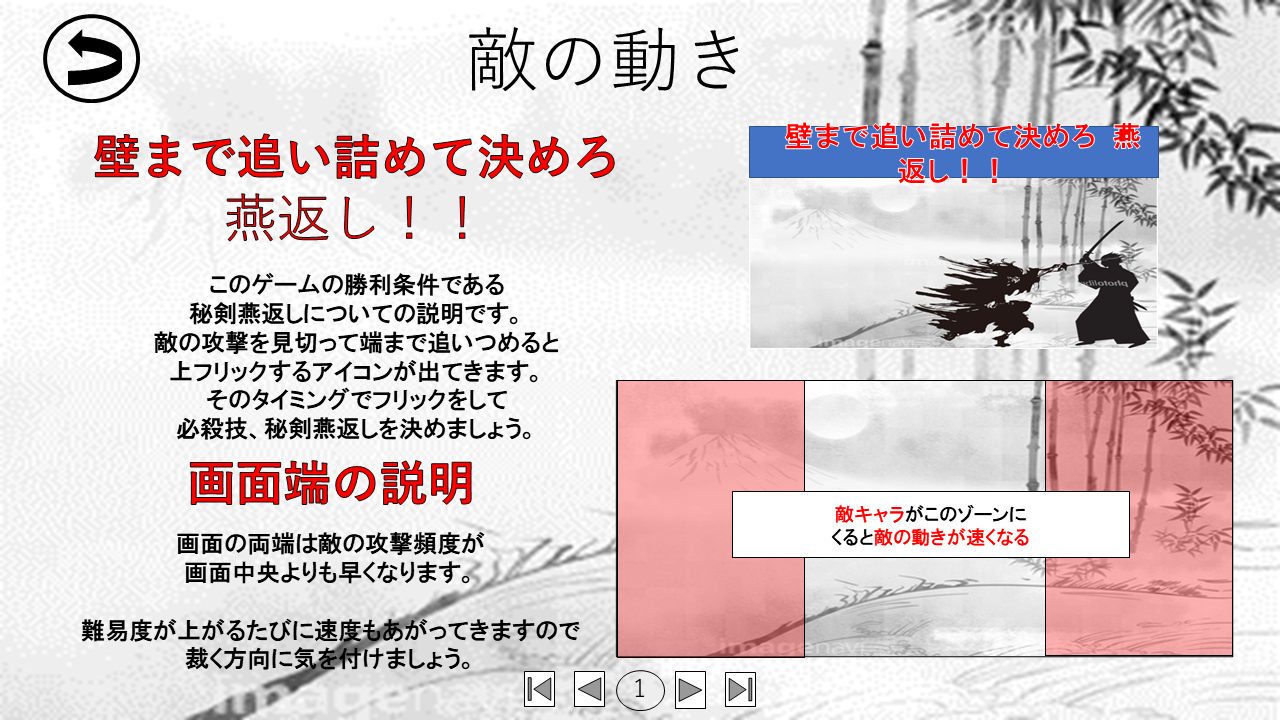 敵の動き
壁まで追い詰めて決めろ
燕返し！！
このゲームの勝利条件である
秘剣燕返しについての説明です。
敵の攻撃を見切って端まで追いつめると
上フリックするアイコンが出てきます。
そのタイミングでフリックをして
必殺技、秘剣燕返しを決めましょう。
画面端の説明
画面の両端は敵の攻撃頻度が
画面中央よりも早くなります。
難易度が上がるたびに速度もあがってきますので
裁く方向に気を付けましょう。
壁まで追い詰めて決めろ 燕
返し！！
敵キャラがこのゾーンに
くると敵の動きが速くなる
imagenavi
1